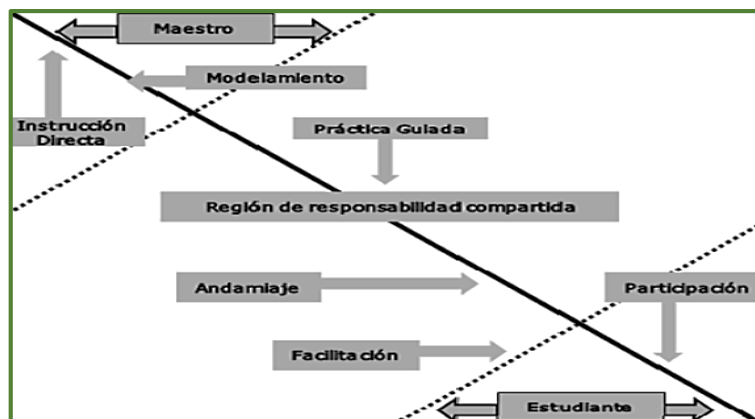 Maestro
Modelamiento
Instrucción
Directa
Práctica Guiada
Región de responsabilidad compartida
Andamiaje
Participación
Facilitación
Estudiante